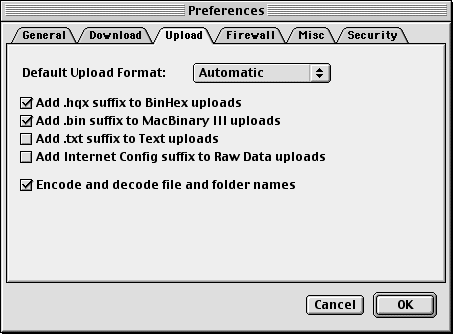 Preferences
General Download Upload Firewall Misc Security
Default Upload Format: Automatic
Add .hqx suffix to BinHex uploads
Add .bin suffix to MacBinary III uploads
Add .txt suffix to Text uploads
Add Internet Config suffix to Raw Data uploads
Encode and decode file and folder names
Cancel OK